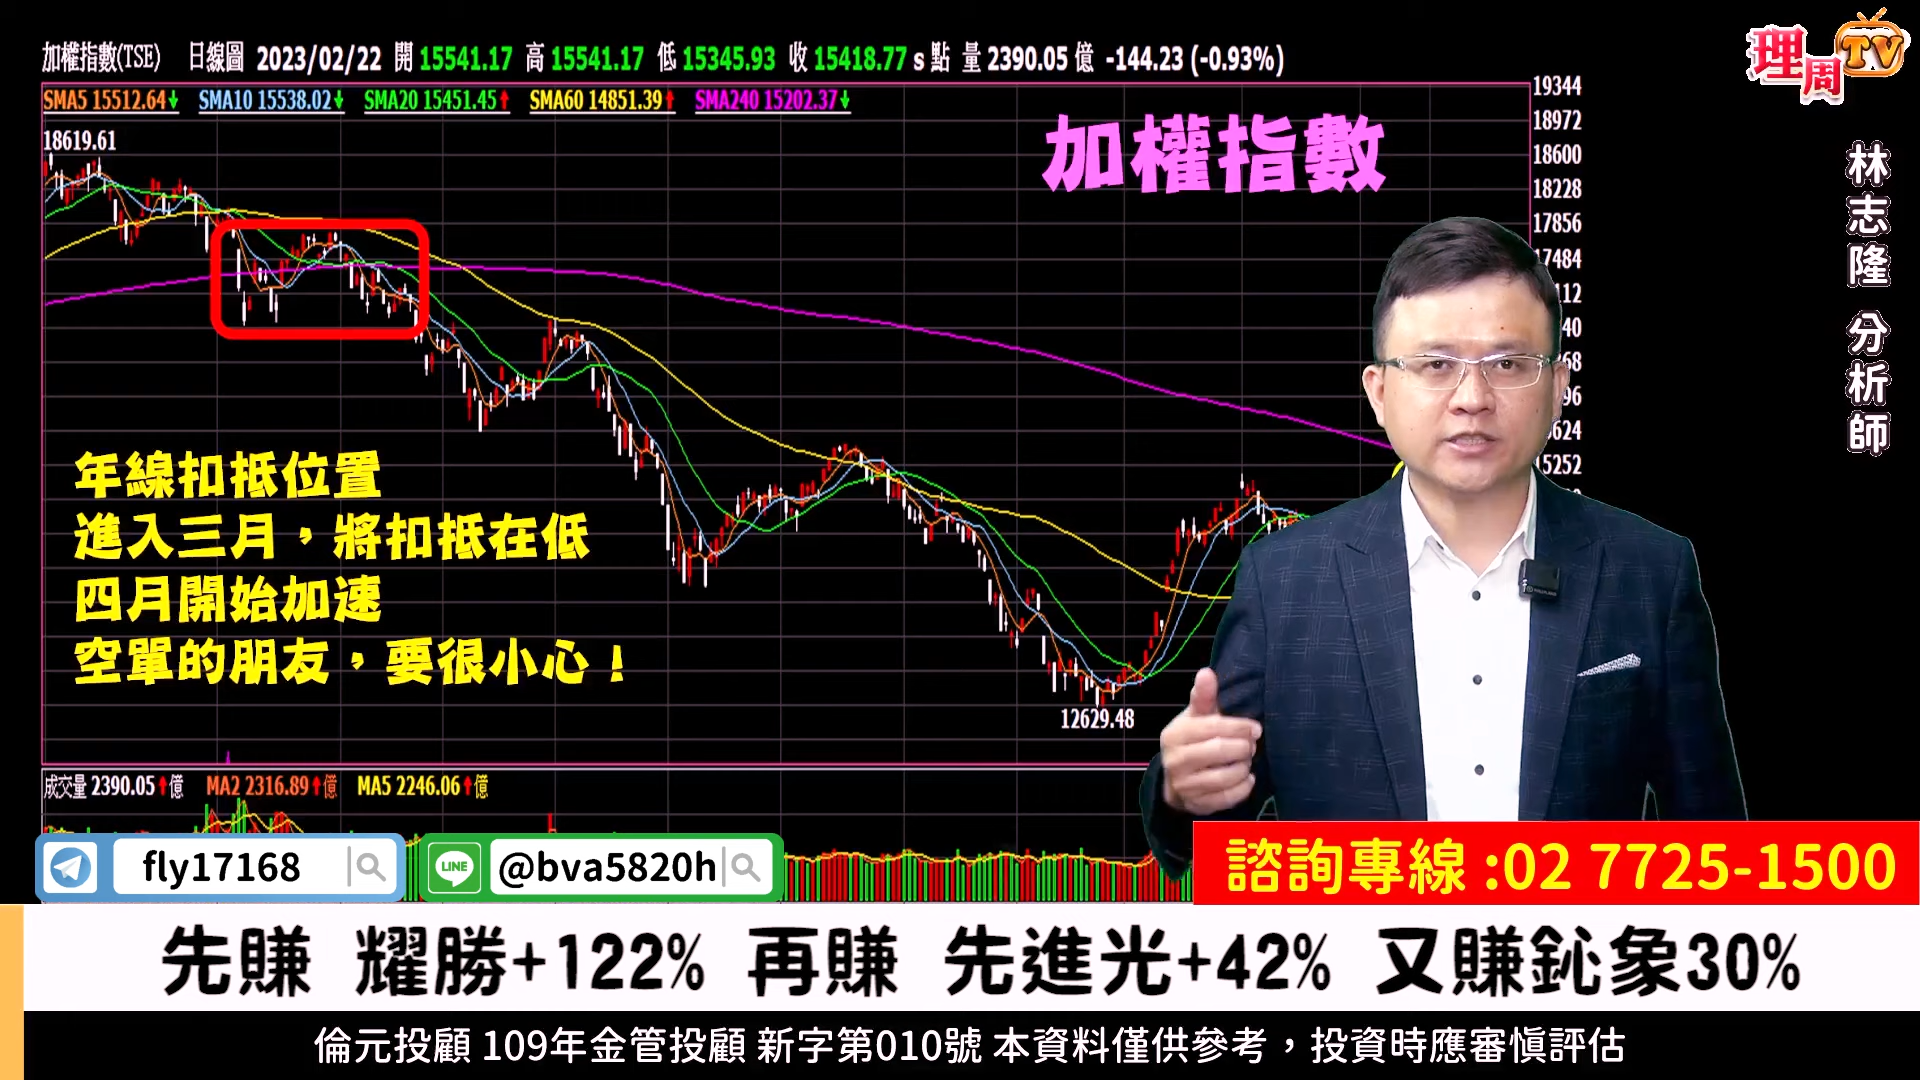 加權指數(TSE) 日線圖 2023/02/22 開 15541.17 高 15541.17 低 15345.93 收 15418.77 s 點 量 2390.05 億 -144.23 (-0.93%)
SMA5 15512.64↓ SMA10 15538.02↓ SMA20 15451.45↑ SMA60 14851.39↑ SMA240 15202.37↓
理周TV
林志隆 分析師
加權指數
18619.61
19344
18972
18600
18228
17856
17484
15252
年線扣抵位置
進入三月，將扣抵在低
四月開始加速
空單的朋友，要很小心！
12629.48
成交量 2390.05↑億 MA2 2316.89↑億 MA5 2246.06↑億
fly17168
LINE
@bva5820h
諮詢專線 :02 7725-1500
先賺 耀勝+122% 再賺 先進光+42% 又賺鈊象30%
倫元投顧 109年金管投顧 新字第010號 本資料僅供參考，投資時應審慎評估